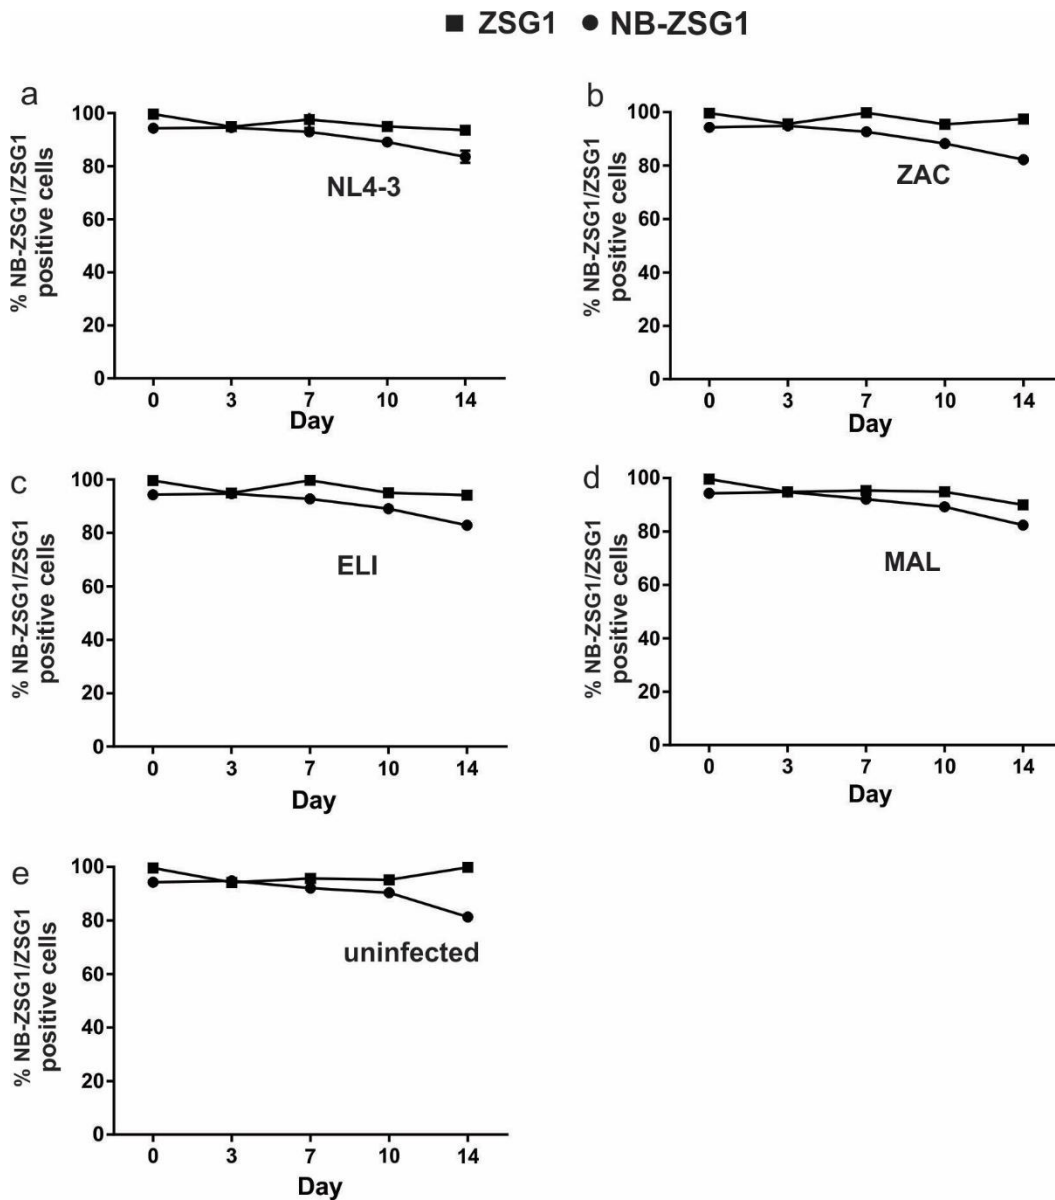 ZSG1 NB-ZSG1
a
% NB-ZSG1/ZSG1
positive cells
100
80
60
40
20
0
NL4-3
0 3 7 10 14
Day
b
% NB-ZSG1/ZSG1
positive cells
100
80
60
40
20
0
ZAC
0 3 7 10 14
Day
c
% NB-ZSG1/ZSG1
positive cells
100
80
60
40
20
0
ELI
0 3 7 10 14
Day
d
% NB-ZSG1/ZSG1
positive cells
100
80
60
40
20
0
MAL
0 3 7 10 14
Day
e
% NB-ZSG1/ZSG1
positive cells
100
80
60
40
20
0
uninfected
0 3 7 10 14
Day